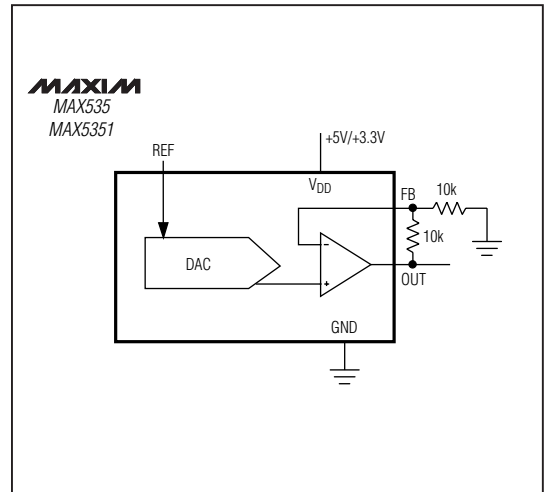 MAXIM
MAX535
MAX5351
REF
+5V/+3.3V
VDD
FB
10k
10k
DAC
−
+
OUT
GND